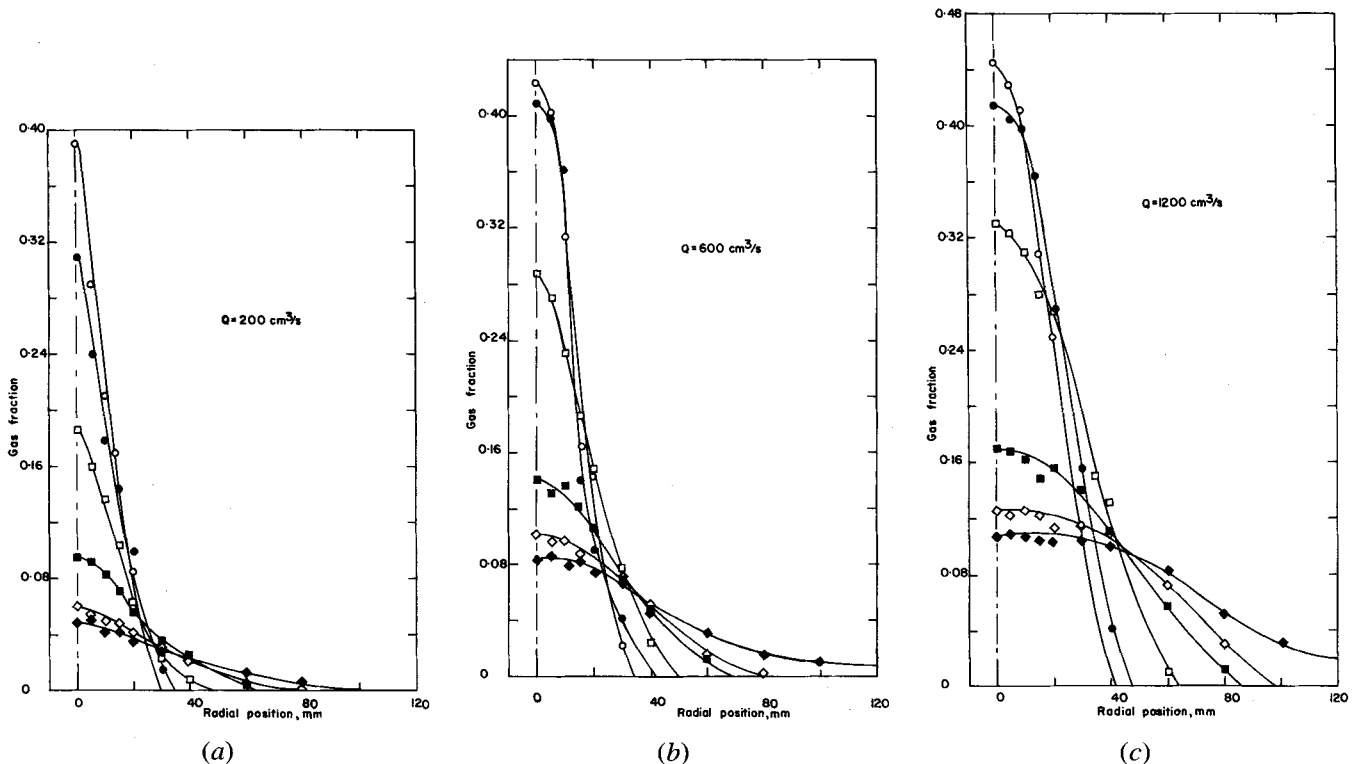 0·40
0·32
0·24
0·16
0·08
0
Gas fraction
Q=200 cm³/s
0
40
80
120
Radial position, mm
(a)
0·40
0·32
0·24
0·16
0·08
0
Gas fraction
Q=600 cm³/s
0
40
80
120
Radial position, mm
(b)
0·48
0·40
0·32
0·24
0·16
0·08
0
Gas fraction
Q=1200 cm³/s
0
40
80
120
Radial position, mm
(c)